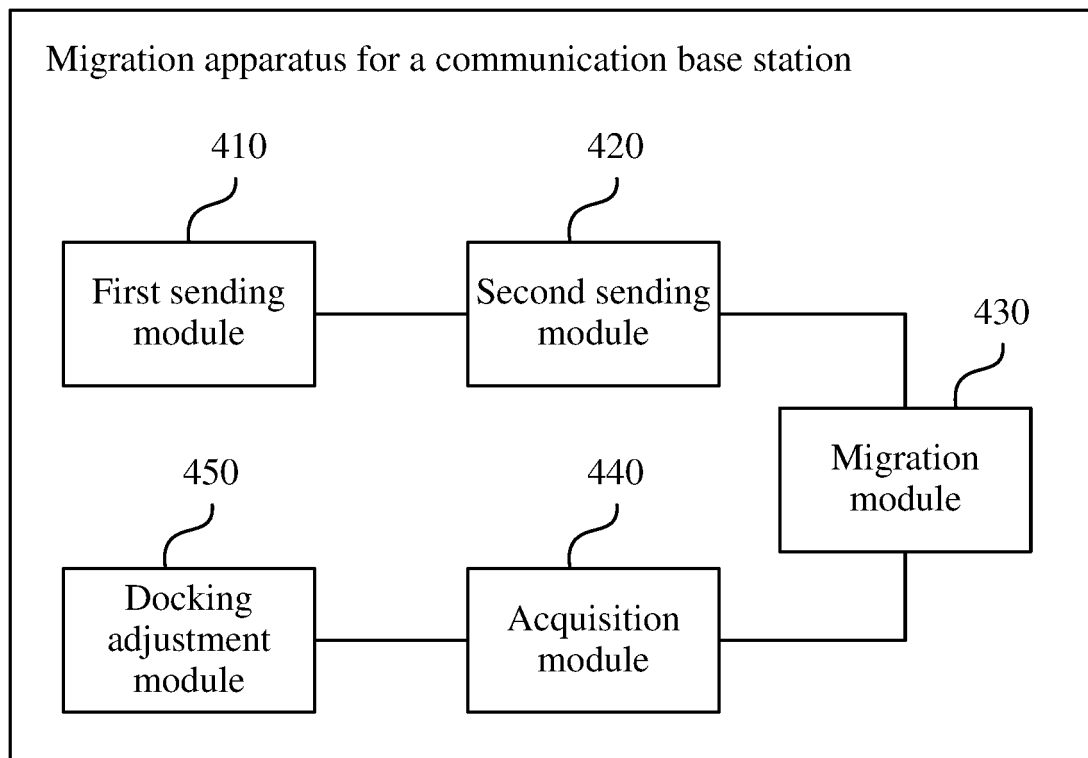 Migration apparatus for a communication base station
410
420
First sending
module
Second sending
module
430
Migration
module
450
440
Docking
adjustment
module
Acquisition
module